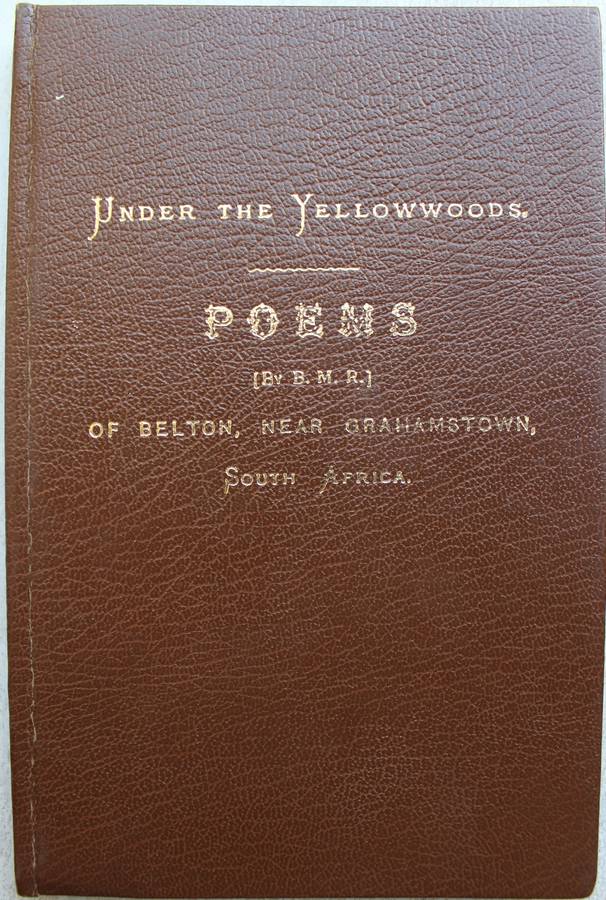 UNDER THE YELLOWWOODS.
POEMS
[BY B. M. R.]
OF BELTON, NEAR GRAHAMSTOWN,
SOUTH AFRICA.